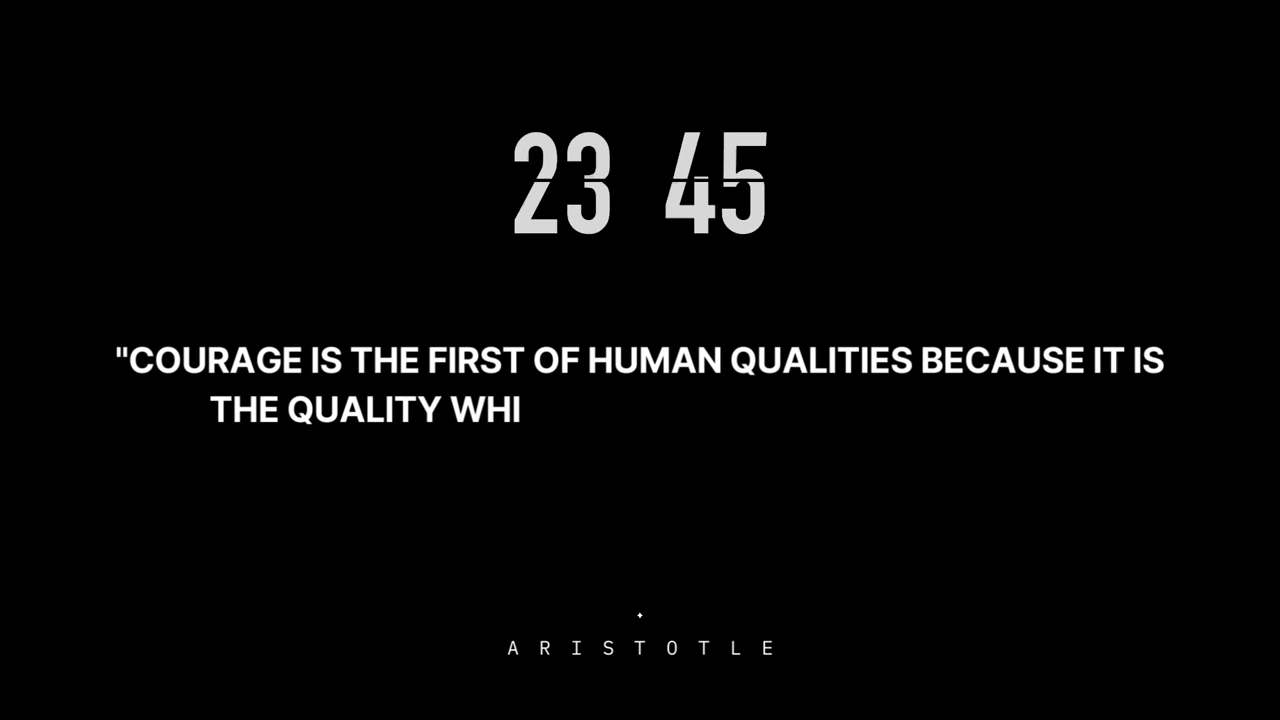 23 45
"COURAGE IS THE FIRST OF HUMAN QUALITIES BECAUSE IT IS
THE QUALITY WHI
ARISTOTLE